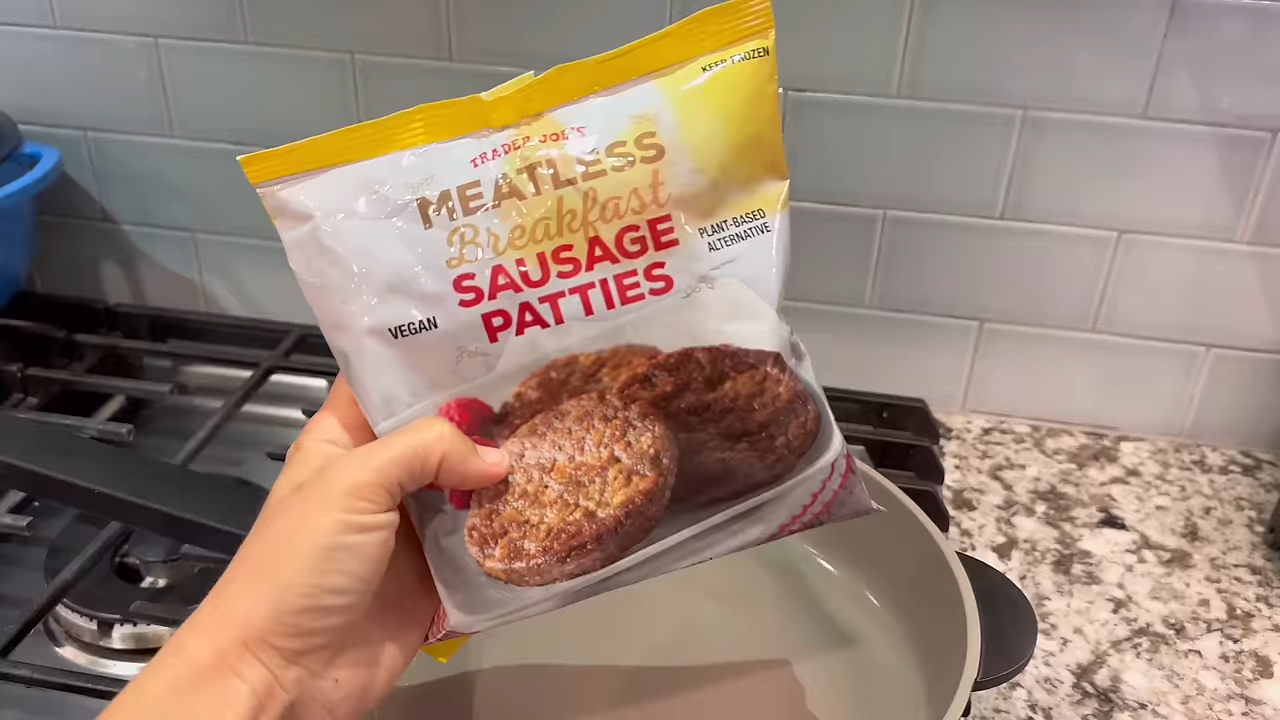 KEEP FROZEN
TRADER JOE'S
MEATLESS
Breakfast
SAUSAGE
PATTIES
PLANT-BASED
ALTERNATIVE
VEGAN